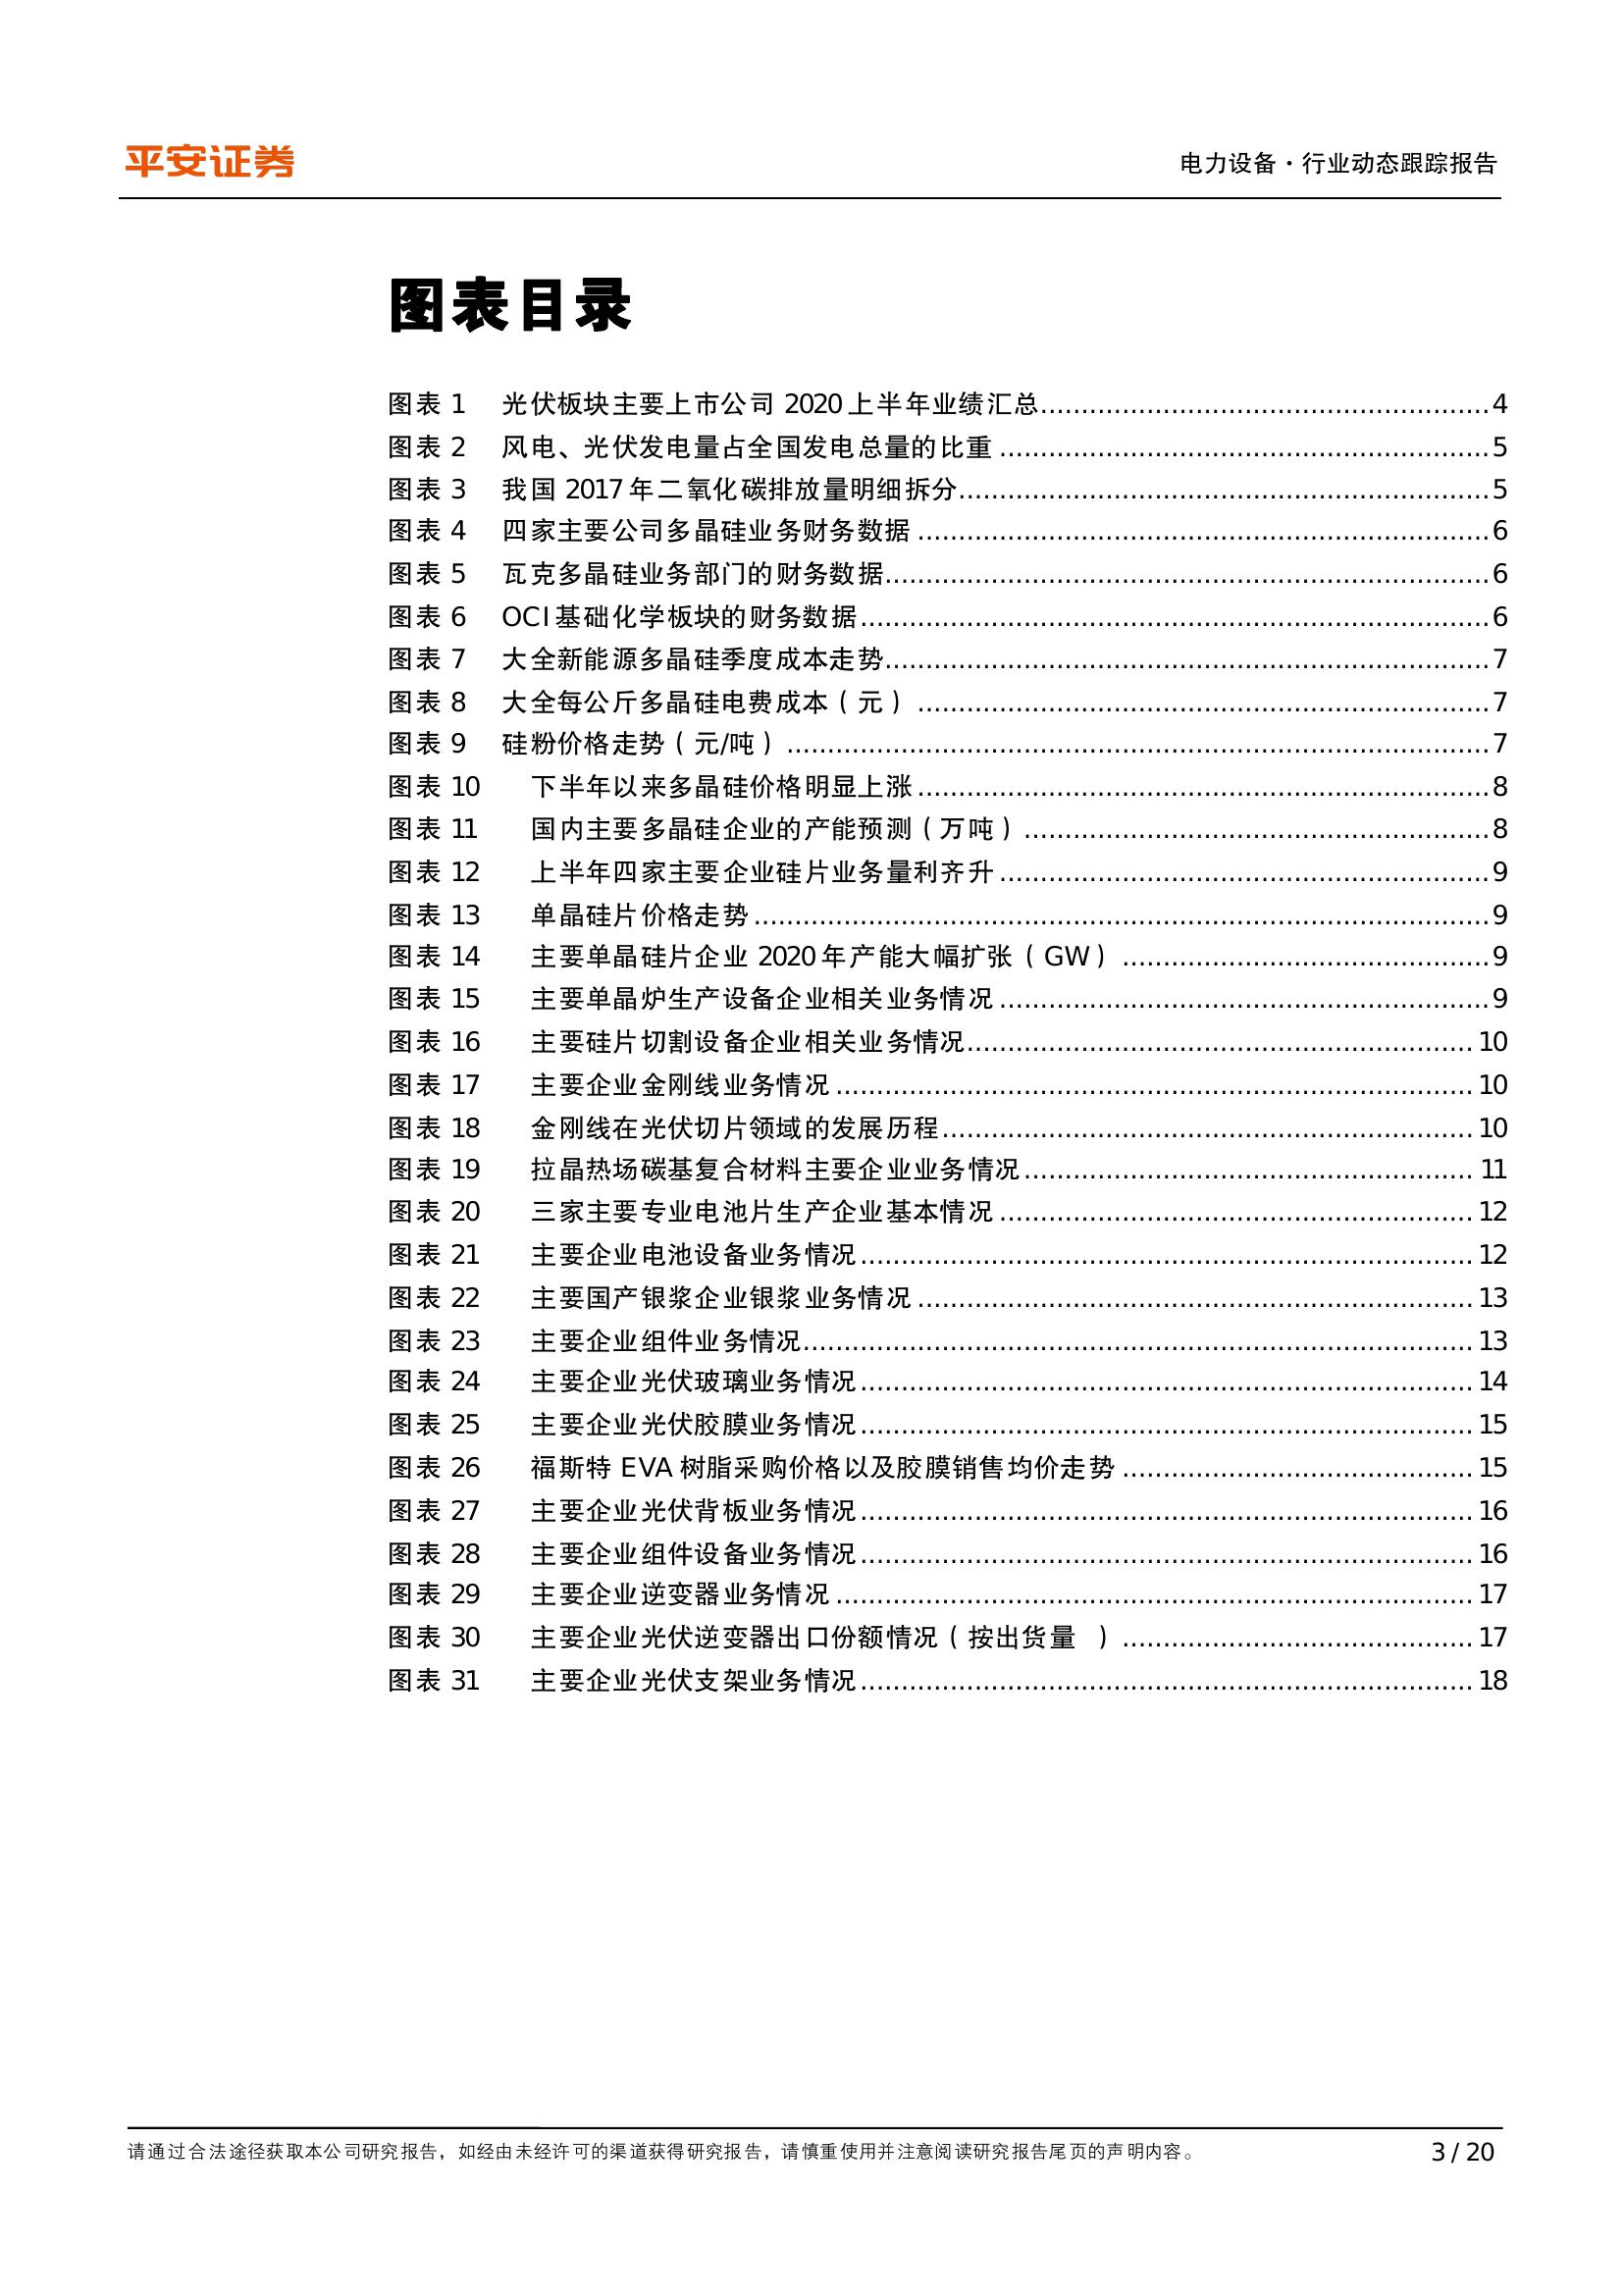 平安证券
电力设备·行业动态跟踪报告
图表目录
图表 1 光伏板块主要上市公司 2020 上半年业绩汇总 4
图表 2 风电、光伏发电量占全国发电总量的比重 5
图表 3 我国 2017 年二氧化碳排放量明细拆分 5
图表 4 四家主要公司多晶硅业务财务数据 6
图表 5 瓦克多晶硅业务部门的财务数据 6
图表 6 OCI 基础化学板块的财务数据 6
图表 7 大全新能源多晶硅季度成本走势 7
图表 8 大全每公斤多晶硅电费成本（元） 7
图表 9 硅粉价格走势（元/吨） 7
图表 10 下半年以来多晶硅价格明显上涨 8
图表 11 国内主要多晶硅企业的产能预测（万吨） 8
图表 12 上半年四家主要企业硅片业务量利齐升 9
图表 13 单晶硅片价格走势 9
图表 14 主要单晶硅片企业 2020 年产能大幅扩张（GW） 9
图表 15 主要单晶炉生产设备企业相关业务情况 9
图表 16 主要硅片切割设备企业相关业务情况 10
图表 17 主要企业金刚线业务情况 10
图表 18 金刚线在光伏切片领域的发展历程 10
图表 19 拉晶热场碳基复合材料主要企业业务情况 11
图表 20 三家主要专业电池片生产企业基本情况 12
图表 21 主要企业电池设备业务情况 12
图表 22 主要国产银浆企业银浆业务情况 13
图表 23 主要企业组件业务情况 13
图表 24 主要企业光伏玻璃业务情况 14
图表 25 主要企业光伏胶膜业务情况 15
图表 26 福斯特 EVA 树脂采购价格以及胶膜销售均价走势 15
图表 27 主要企业光伏背板业务情况 16
图表 28 主要企业组件设备业务情况 16
图表 29 主要企业逆变器业务情况 17
图表 30 主要企业光伏逆变器出口份额情况（按出货量 ） 17
图表 31 主要企业光伏支架业务情况 18
请通过合法途径获取本公司研究报告，如经由未经许可的渠道获得研究报告，请慎重使用并注意阅读研究报告尾页的声明内容。
3 / 20